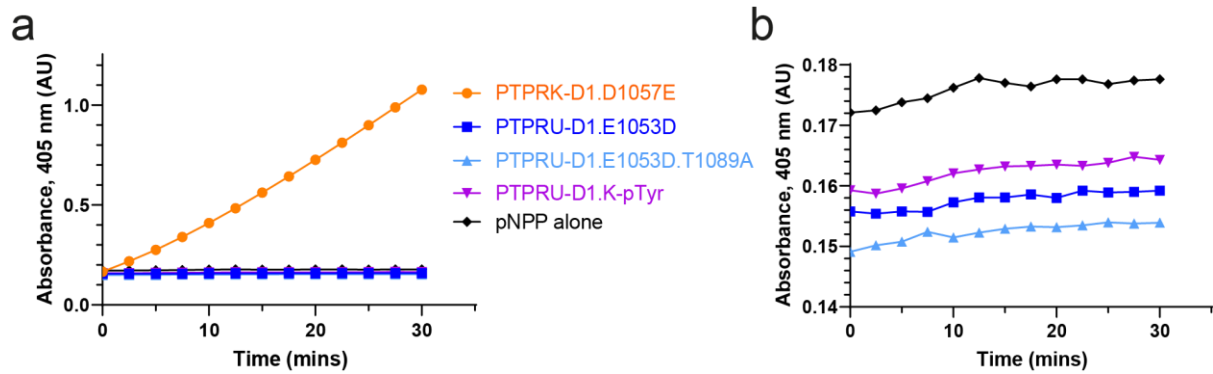 a
Absorbance, 405 nm (AU)
1.0
0.5
0.0
0
10
20
30
Time (mins)
PTPRK-D1.D1057E
PTPRU-D1.E1053D
PTPRU-D1.E1053D.T1089A
PTPRU-D1.K-pTyr
pNPP alone
b
Absorbance, 405 nm (AU)
0.18
0.17
0.16
0.15
0.14
0
10
20
30
Time (mins)